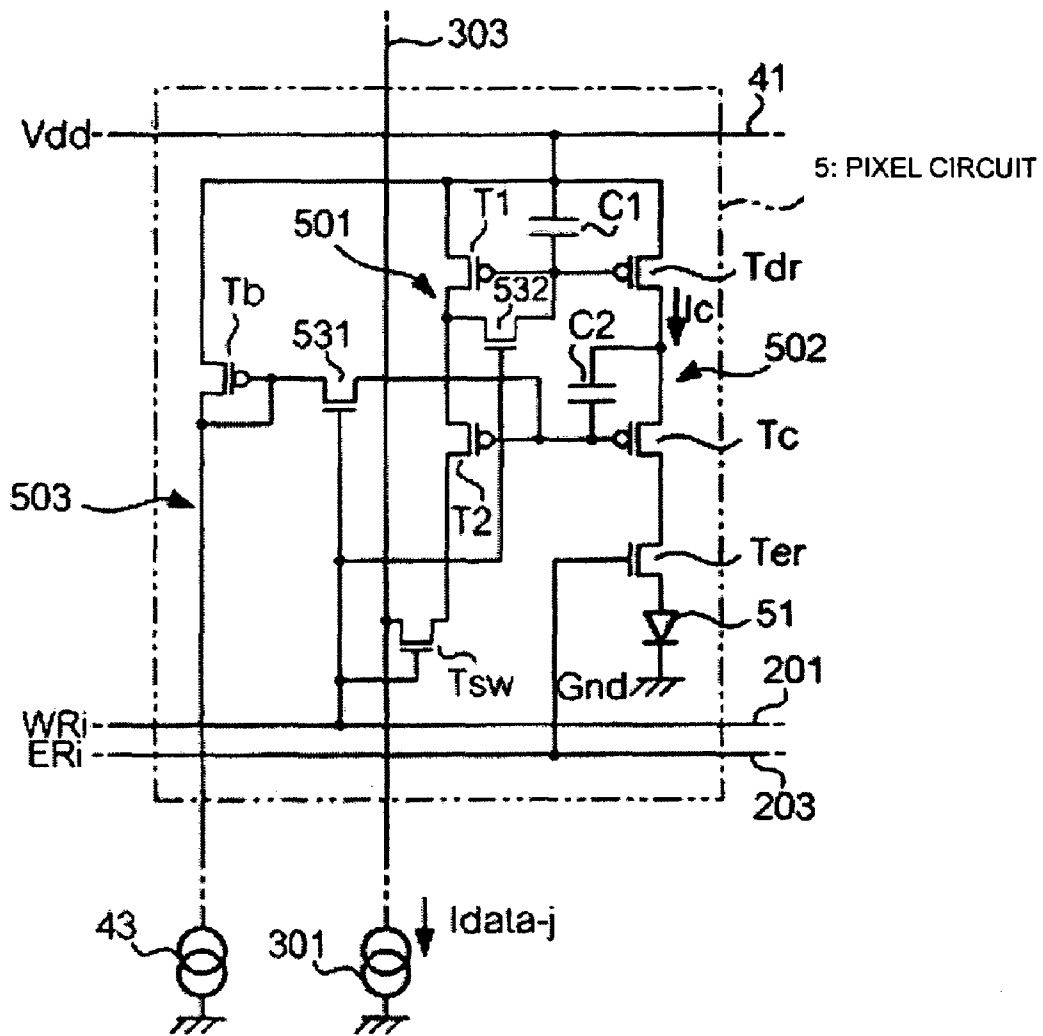 303
41
Vdd
5: PIXEL CIRCUIT
T1
C1
501
Tdr
532
Ic
Tb
C2
531
502
Tc
503
T2
Ter
51
Tsw
Gnd
201
WRi
ERi
203
43
301
Idata-j